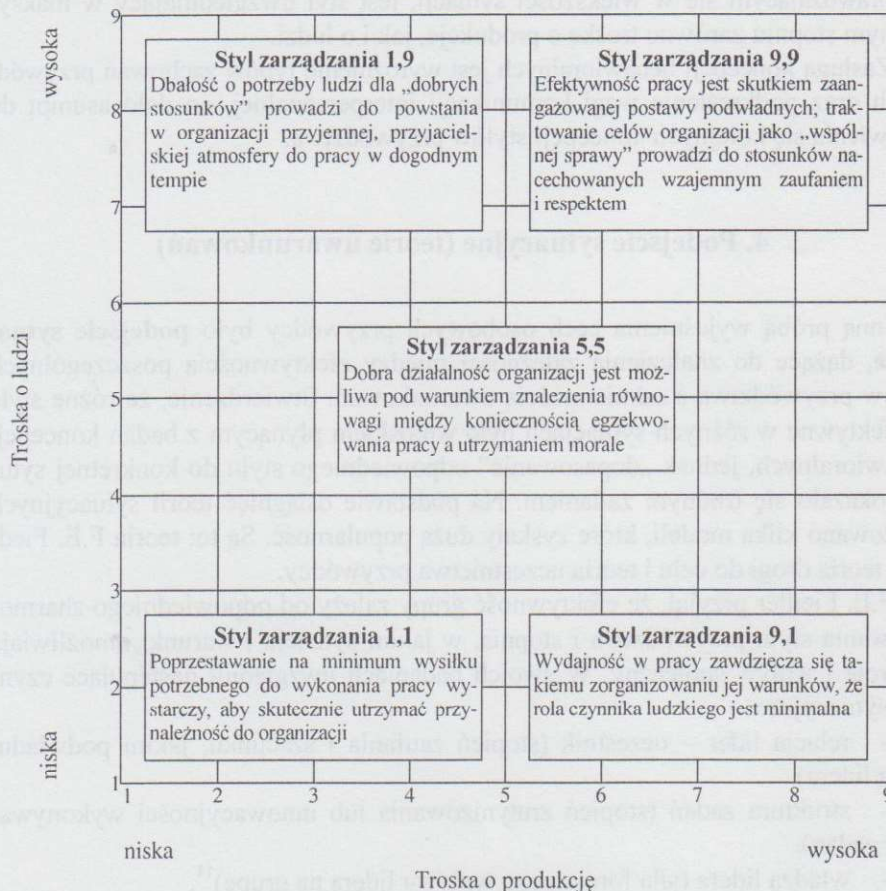 9
wysoka
Styl zarządzania 1,9
Dbałość o potrzeby ludzi dla „dobrych
stosunków” prowadzi do powstania
w organizacji przyjemnej, przyjaciel-
skiej atmosfery do pracy w dogodnym
tempie
Styl zarządzania 9,9
Efektywność pracy jest skutkiem zaan-
gażowanej postawy podwładnych; trak-
towanie celów organizacji jako „wspól-
nej sprawy” prowadzi do stosunków na-
cechowanych wzajemnym zaufaniem
i respektem
8
7
6
Troska o ludzi
Styl zarządzania 5,5
Dobra działalność organizacji jest moż-
liwa pod warunkiem znalezienia równo-
wagi między koniecznością egzekwo-
wania pracy a utrzymaniem morale
5
4
3
Styl zarządzania 1,1
Poprzestawanie na minimum wysiłku
potrzebnego do wykonania pracy wy-
starczy, aby skutecznie utrzymać przy-
należność do organizacji
Styl zarządzania 9,1
Wydajność w pracy zawdzięcza się ta-
kiemu zorganizowaniu jej warunków, że
rola czynnika ludzkiego jest minimalna
2
niska
1
1 2 3 4 5 6 7 8 9
niska wysoka
Troska o produkcję